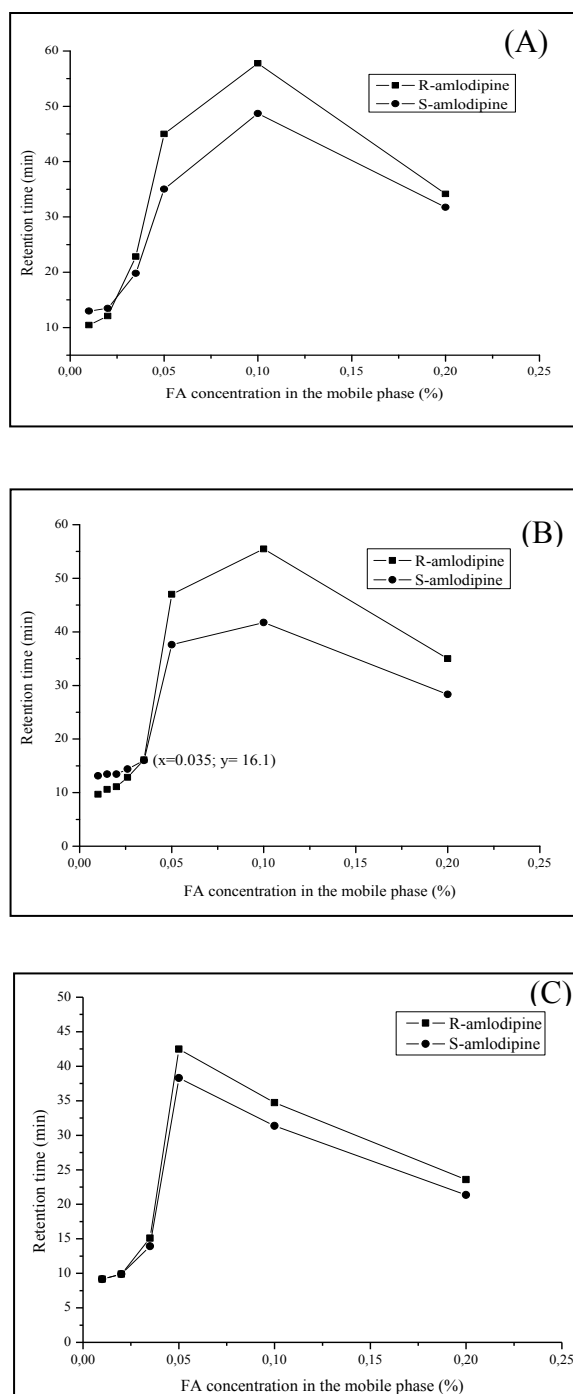 (A)
R-amlodipine
S-amlodipine
Retention time (min)
60
50
40
30
20
10
0,00 0,05 0,10 0,15 0,20 0,25
FA concentration in the mobile phase (%)
(B)
R-amlodipine
S-amlodipine
Retention time (min)
60
50
40
30
20
10
0
(x=0.035; y= 16.1)
0,00 0,05 0,10 0,15 0,20 0,25
FA concentration in the mobile phase (%)
(C)
R-amlodipine
S-amlodipine
Retention time (min)
50
45
40
35
30
25
20
15
10
5
0
0,00 0,05 0,10 0,15 0,20 0,25
FA concentration in the mobile phase (%)